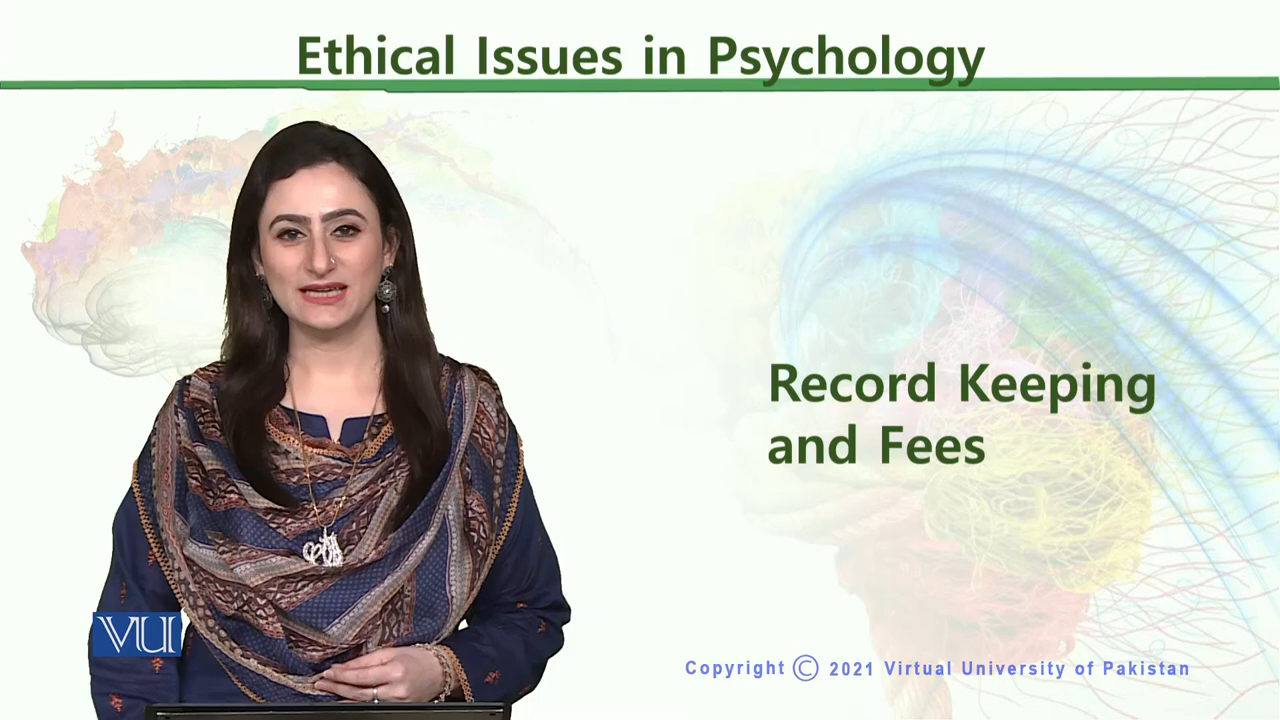 Ethical Issues in Psychology
Record Keeping
and Fees
VU
Copyright © 2021 Virtual University of Pakistan